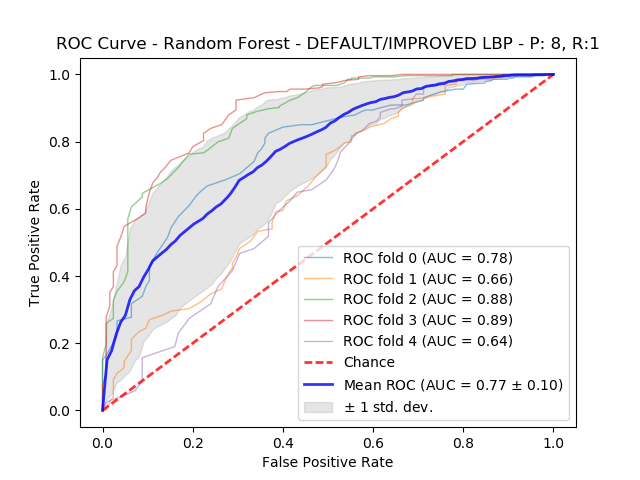 ROC Curve - Random Forest - DEFAULT/IMPROVED LBP - P: 8, R:1
True Positive Rate
1.0
0.8
0.6
0.4
0.2
0.0
ROC fold 0 (AUC = 0.78)
ROC fold 1 (AUC = 0.66)
ROC fold 2 (AUC = 0.88)
ROC fold 3 (AUC = 0.89)
ROC fold 4 (AUC = 0.64)
Chance
Mean ROC (AUC = 0.77 ± 0.10)
± 1 std. dev.
0.0 0.2 0.4 0.6 0.8 1.0
False Positive Rate